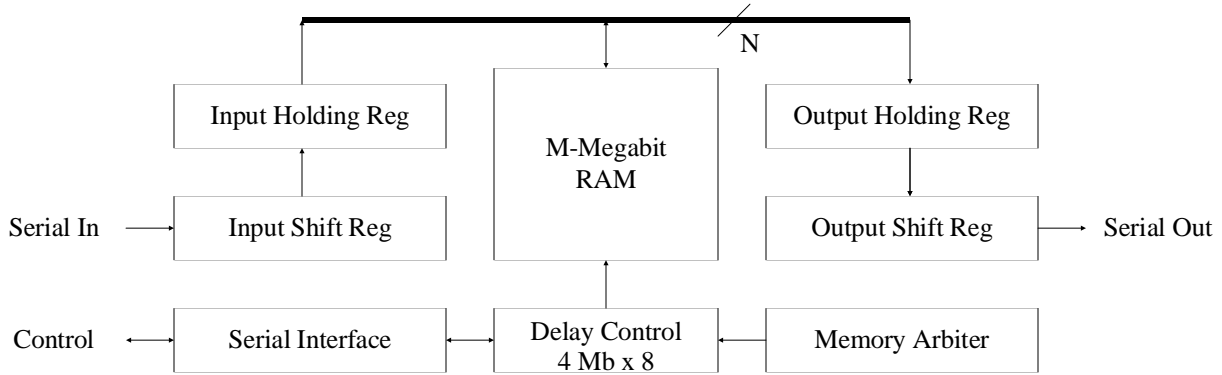 N
Input Holding Reg
M-Megabit
RAM
Output Holding Reg
Serial In
Input Shift Reg
Output Shift Reg
Serial Out
Control
Serial Interface
Delay Control
4 Mb x 8
Memory Arbiter